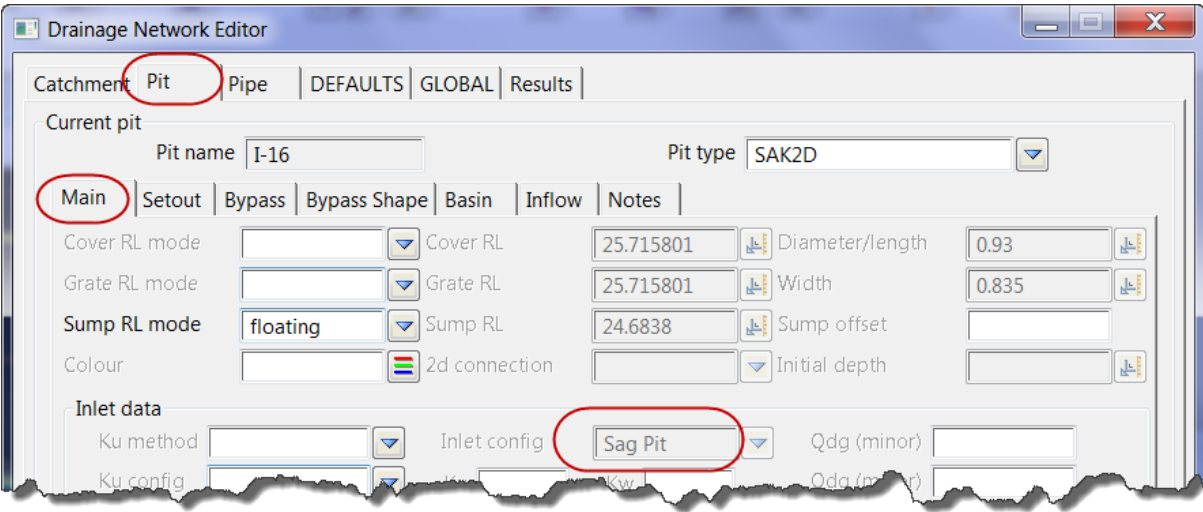 Drainage Network Editor
Catchment Pit Pipe DEFAULTS GLOBAL Results
Current pit
Pit name I-16 Pit type SAK2D
Main Setout Bypass Bypass Shape Basin Inflow Notes
Cover RL mode Cover RL 25.715801 Diameter/length 0.93
Grate RL mode Grate RL 25.715801 Width 0.835
Sump RL mode floating Sump RL 24.6838 Sump offset
Colour 2d connection Initial depth
Inlet data
Ku method Inlet config Sag Pit Qdg (minor)
Ku config Kw